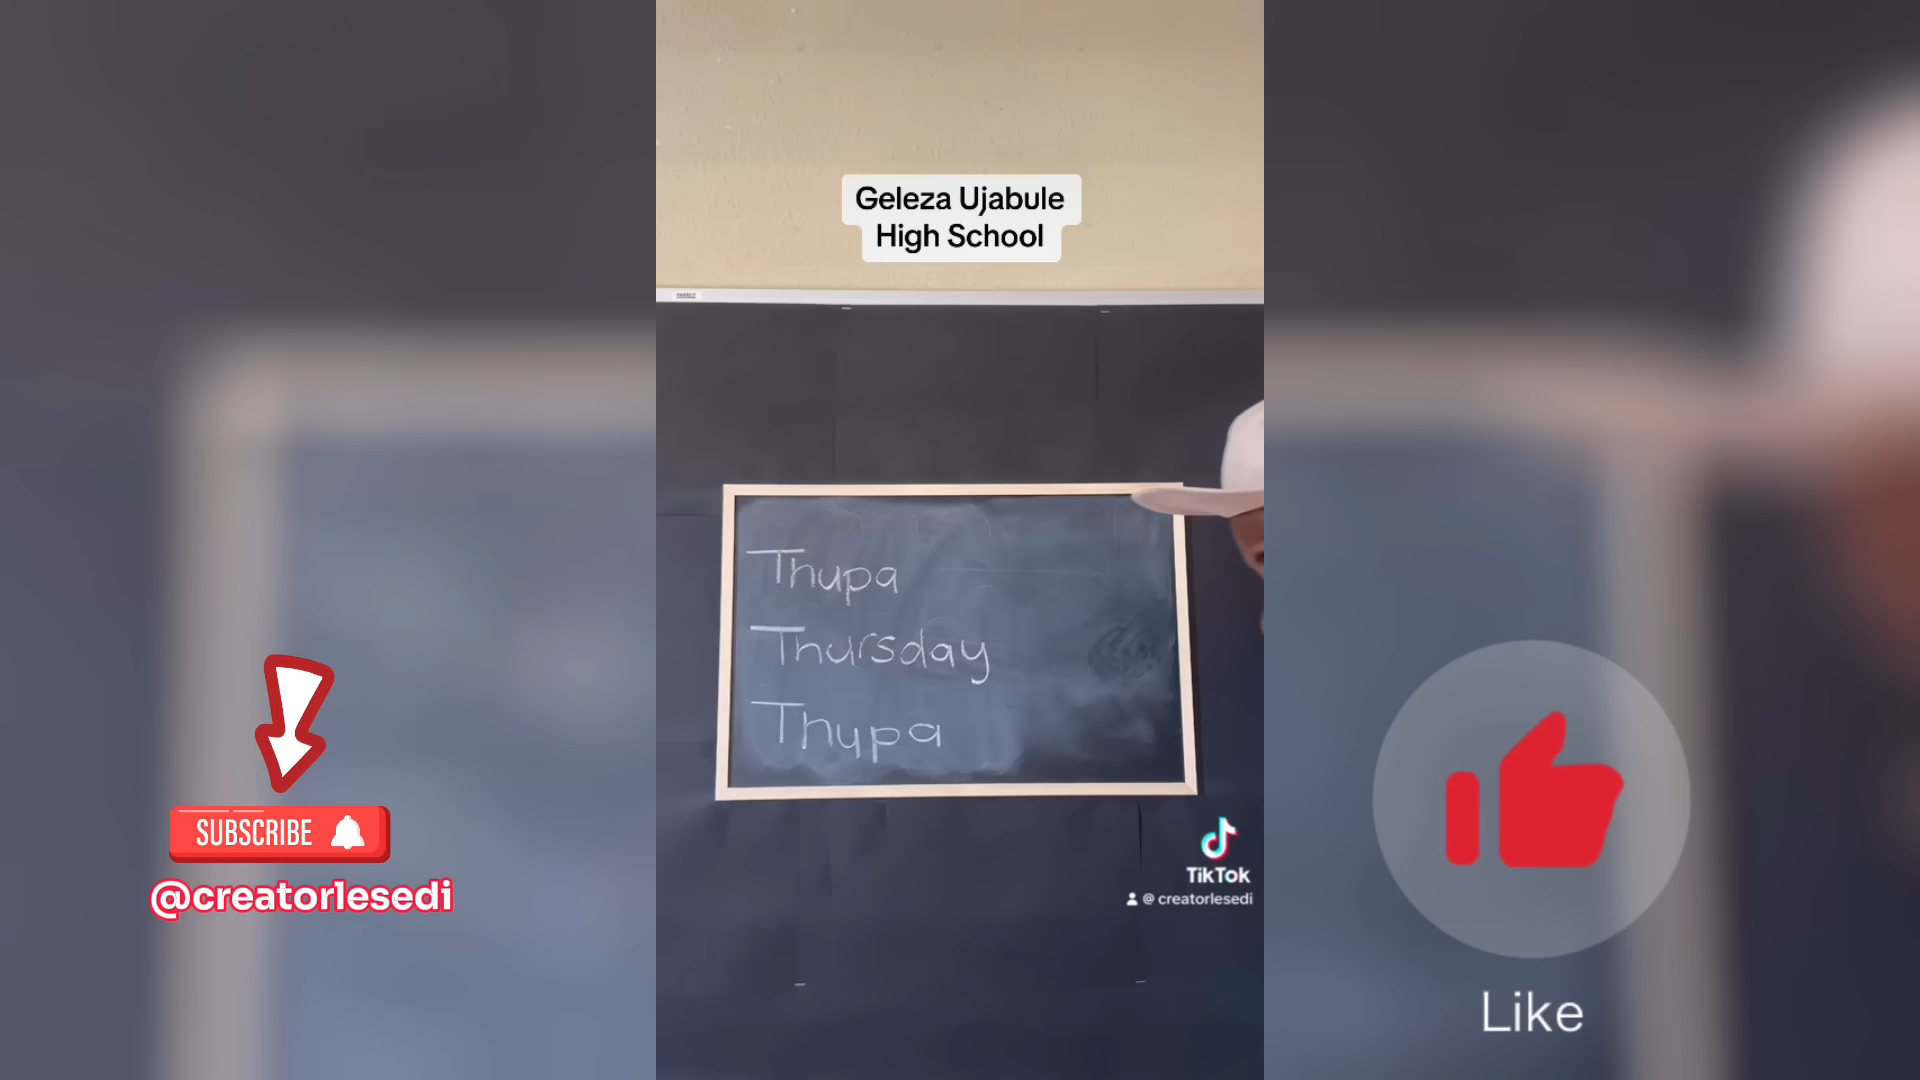 Geleza Ujabule
High School
Thupa
Thursday
Thupa
TikTok
@ creatorlesedi
SUBSCRIBE
@creatorlesedi
Like